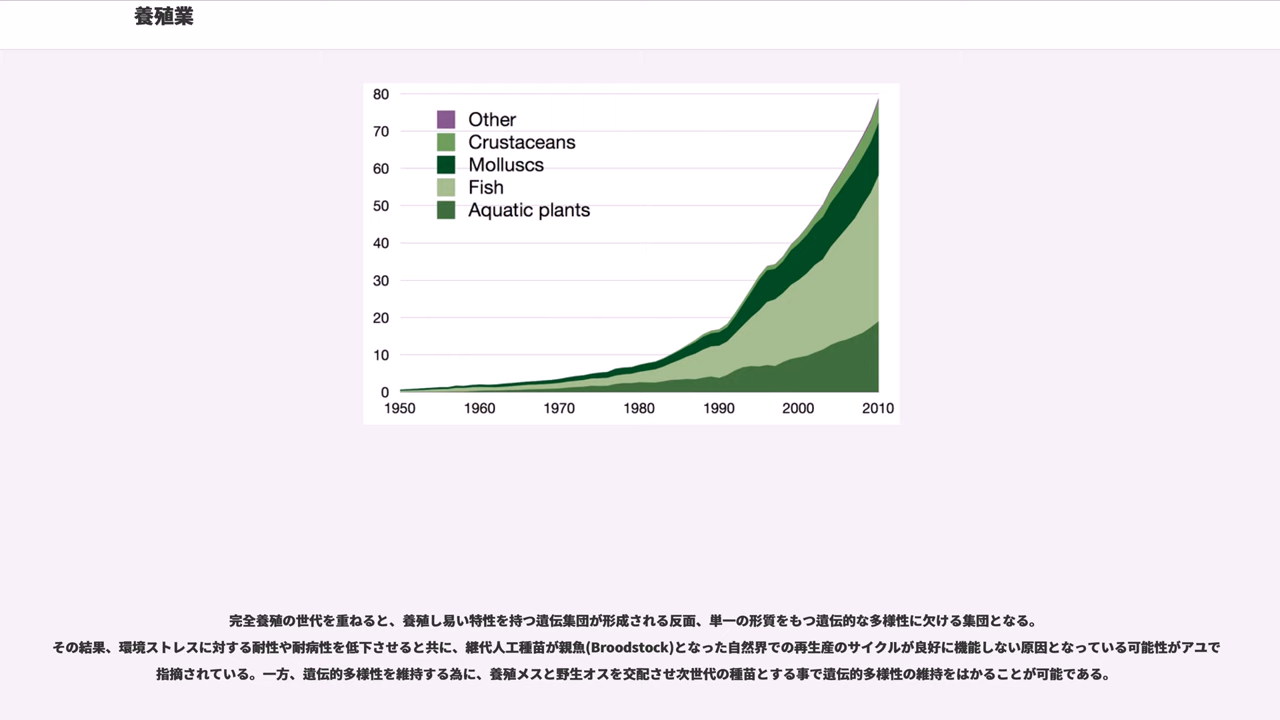 養殖業
80
70
60
50
40
30
20
10
0
Other
Crustaceans
Molluscs
Fish
Aquatic plants
1950 1960 1970 1980 1990 2000 2010
完全養殖の世代を重ねると、養殖し易い特性を持つ遺伝集団が形成される反面、単一の形質をもつ遺伝的な多様性に欠ける集団となる。
その結果、環境ストレスに対する耐性や耐病性を低下させると共に、継代人工種苗が親魚(Broodstock)となった自然界での再生産のサイクルが良好に機能しない原因となっている可能性がアユで
指摘されている。一方、遺伝的多様性を維持する為に、養殖メスと野生オスを交配させ次世代の種苗とする事で遺伝的多様性の維持をはかることが可能である。